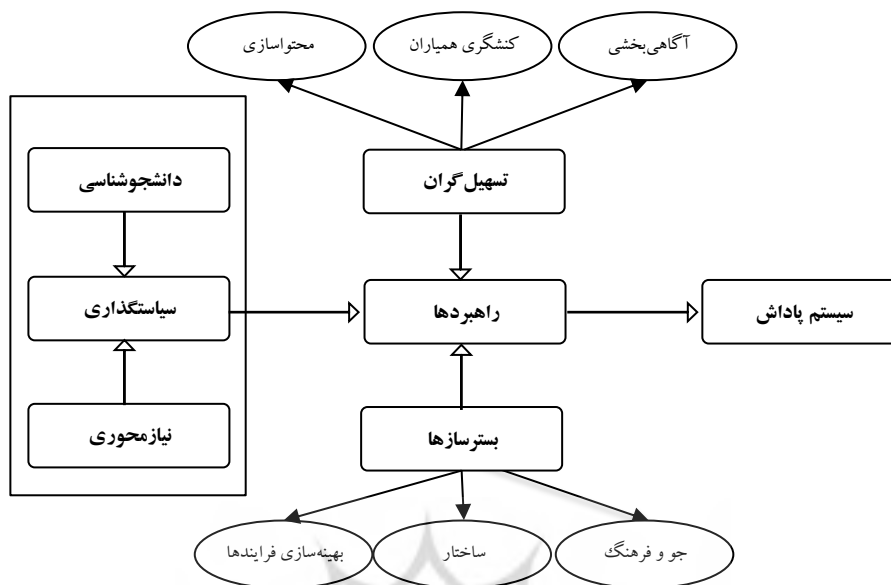 آگاهی‌بخشی
کنشگری همیاران
محتواسازی
تسهیل‌گران
دانشجوشناسی
سیستم پاداش
راهبردها
سیاستگذاری
بسترسازها
نیازمحوری
جو و فرهنگ
ساختار
بهینه‌سازی فرایندها